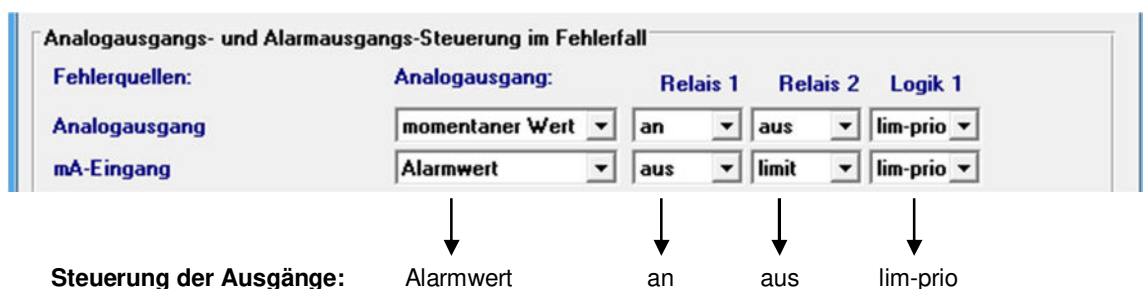 Analogausgangs- und Alarmausgangs-Steuerung im Fehlerfall
Fehlerquellen: Analogausgang: Relais 1 Relais 2 Logik 1
Analogausgang momentaner Wert an aus lim-prio
mA-Eingang Alarmwert aus limit lim-prio
Steuerung der Ausgänge: Alarmwert an aus lim-prio